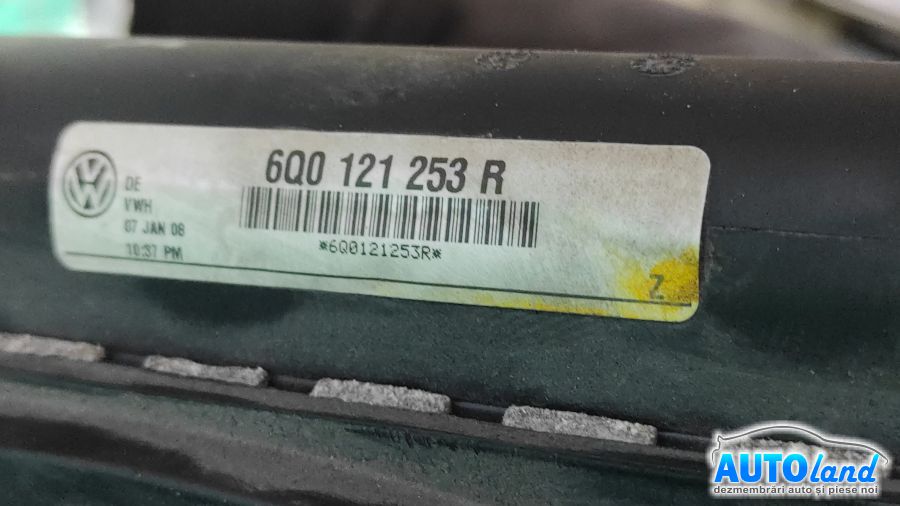 6Q0 121 253 R
DE
VWH
07 JAN 08
10:37 PM
*6Q0121253R*
Z
AUTOland
dezmembrări auto și piese noi